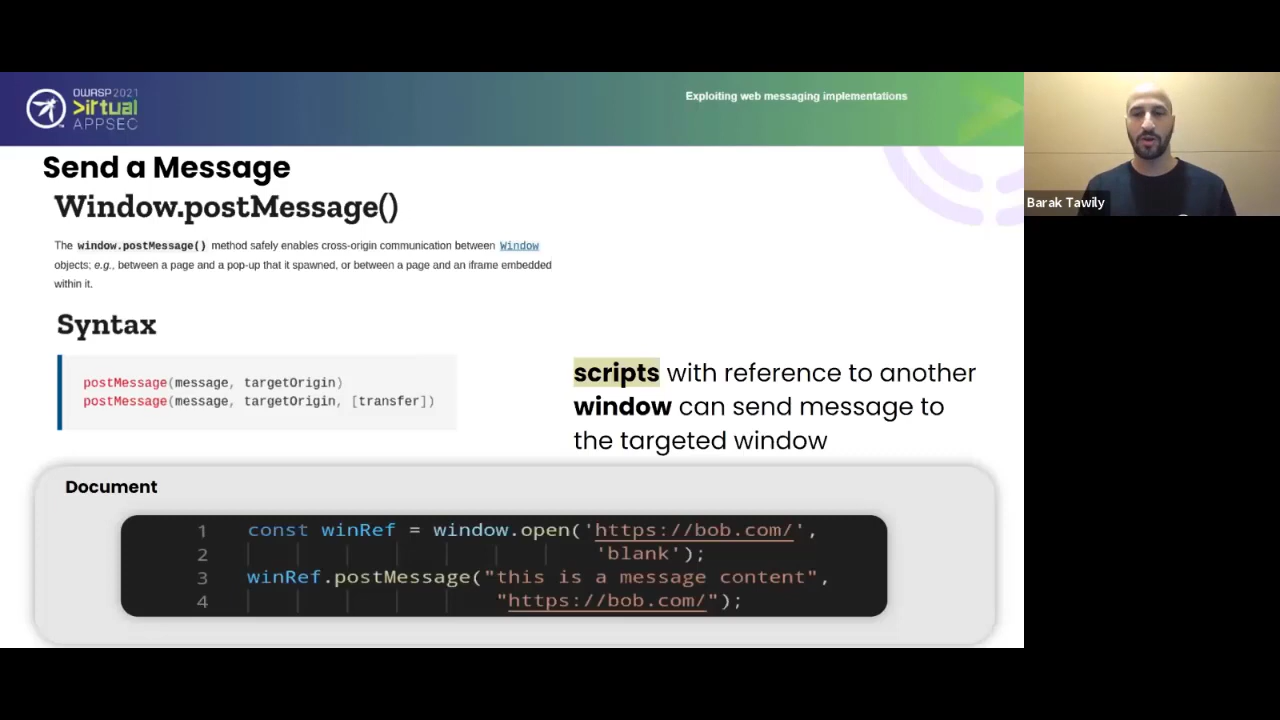 OWASP 2021
Virtual
APPSEC
Exploiting web messaging implementations
Barak Tawily
Send a Message
Window.postMessage()
The window.postMessage() method safely enables cross-origin communication between Window
objects; e.g., between a page and a pop-up that it spawned, or between a page and an iframe embedded
within it.
Syntax
postMessage(message, targetOrigin)
postMessage(message, targetOrigin, [transfer])
scripts with reference to another
window can send message to
the targeted window
Document
1 const winRef = window.open('https://bob.com/',
2 'blank');
3 winRef.postMessage("this is a message content",
4 "https://bob.com/");